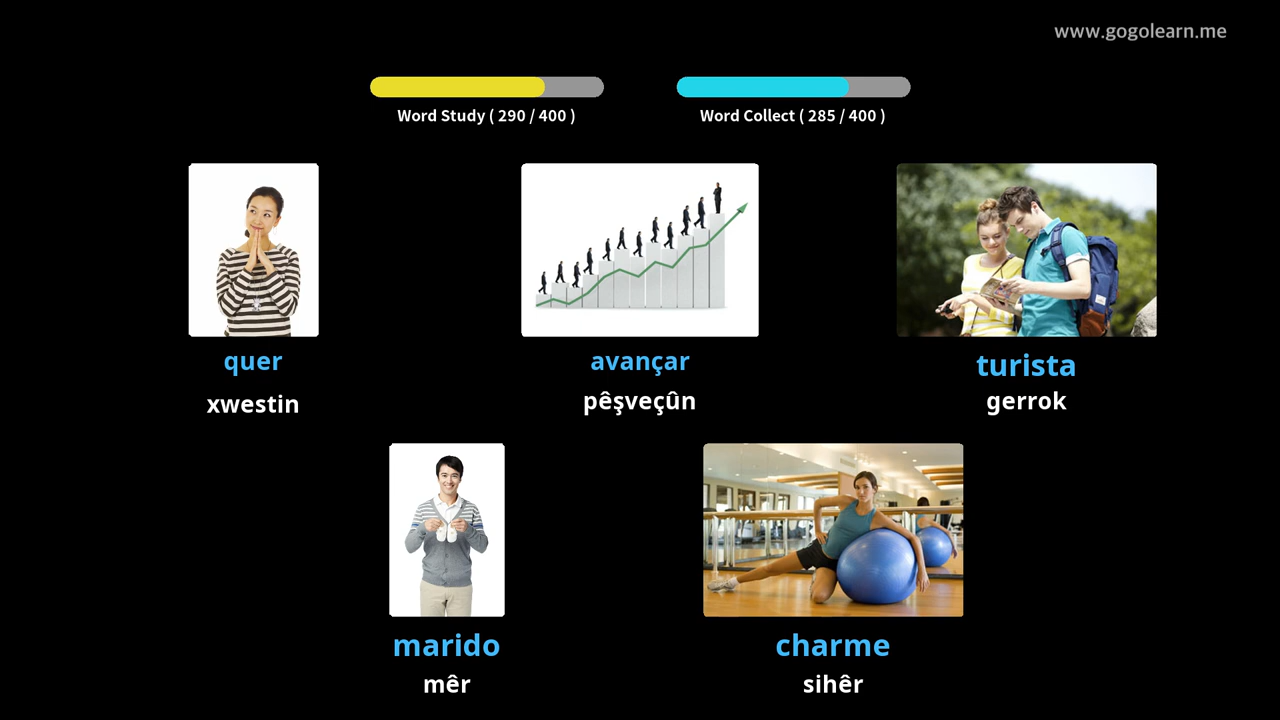 www.gogolearn.me
Word Study ( 290 / 400 )
Word Collect ( 285 / 400 )
quer
xwestin
avançar
pêşveçûn
turista
gerrok
marido
mêr
charme
sihêr